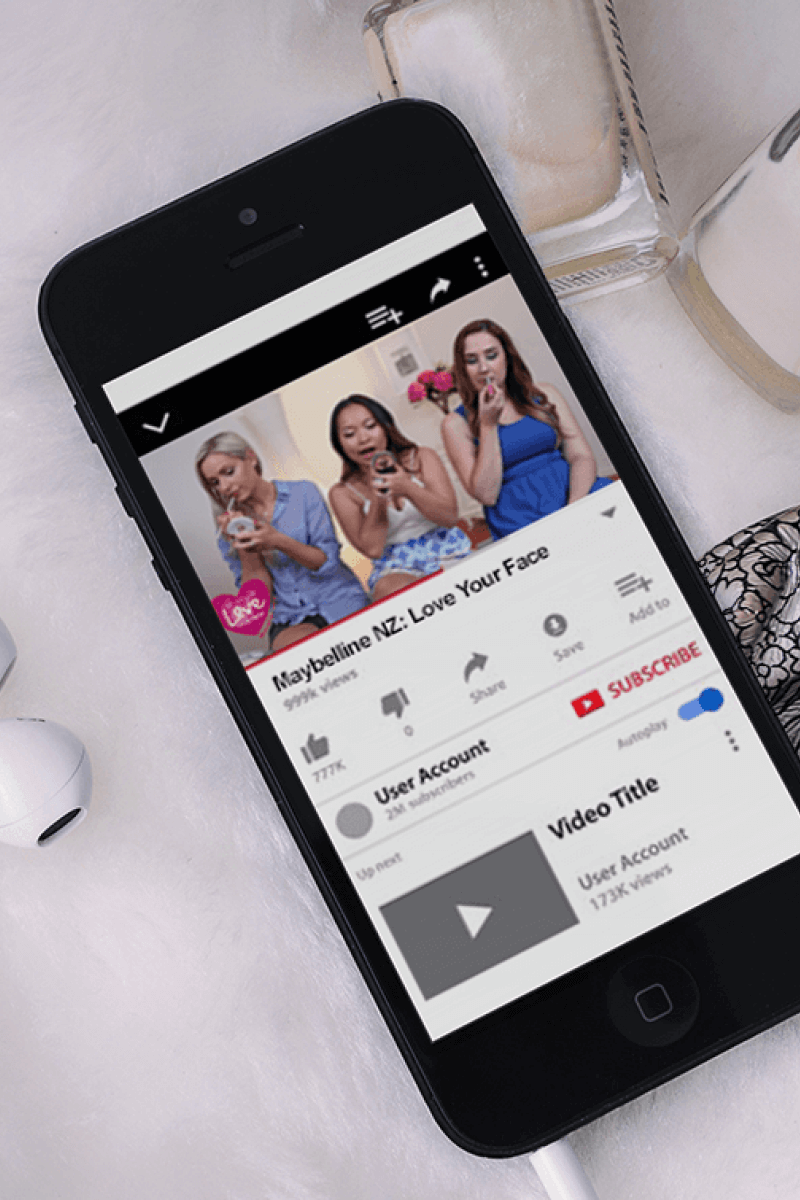 Love
Maybelline NZ: Love Your Face
999k views
777K
0
Share
Save
Add to
User Account
2M subscribers
SUBSCRIBE
Autoplay
Up next
Video Title
User Account
173K views